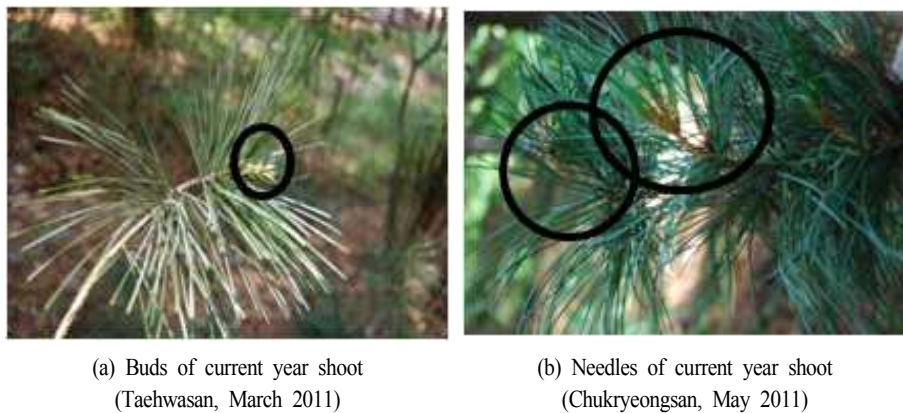 (a) Buds of current year shoot
(Taehwasan, March 2011)
(b) Needles of current year shoot
(Chukryeongsan, May 2011)